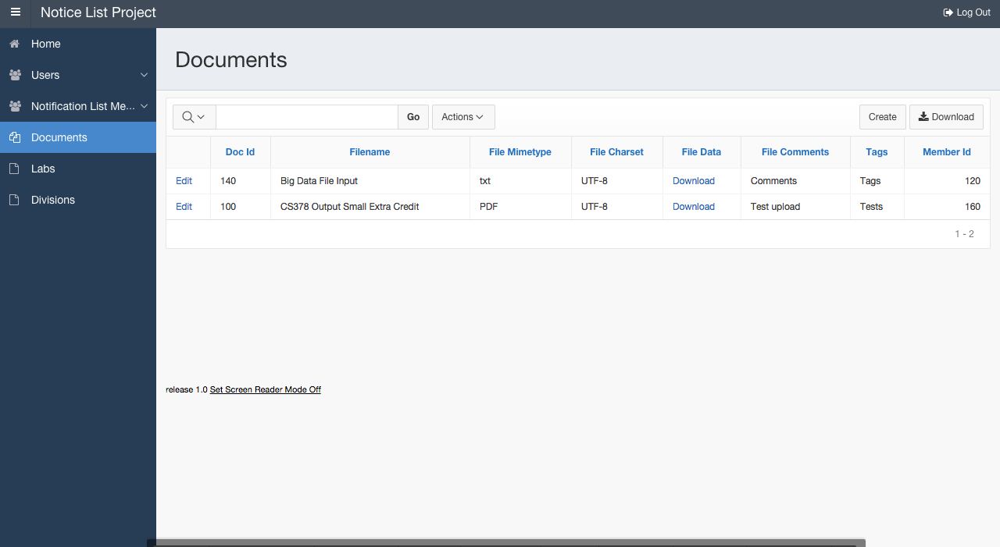 Notice List Project
Log Out
Home
Users
Notification List Me...
Documents
Labs
Divisions
Documents
Go Actions Create Download
Doc Id Filename File Mimetype File Charset File Data File Comments Tags Member Id
Edit 140 Big Data File Input txt UTF-8 Download Comments Tags 120
Edit 100 CS378 Output Small Extra Credit PDF UTF-8 Download Test upload Tests 160
1 - 2
release 1.0 Set Screen Reader Mode Off